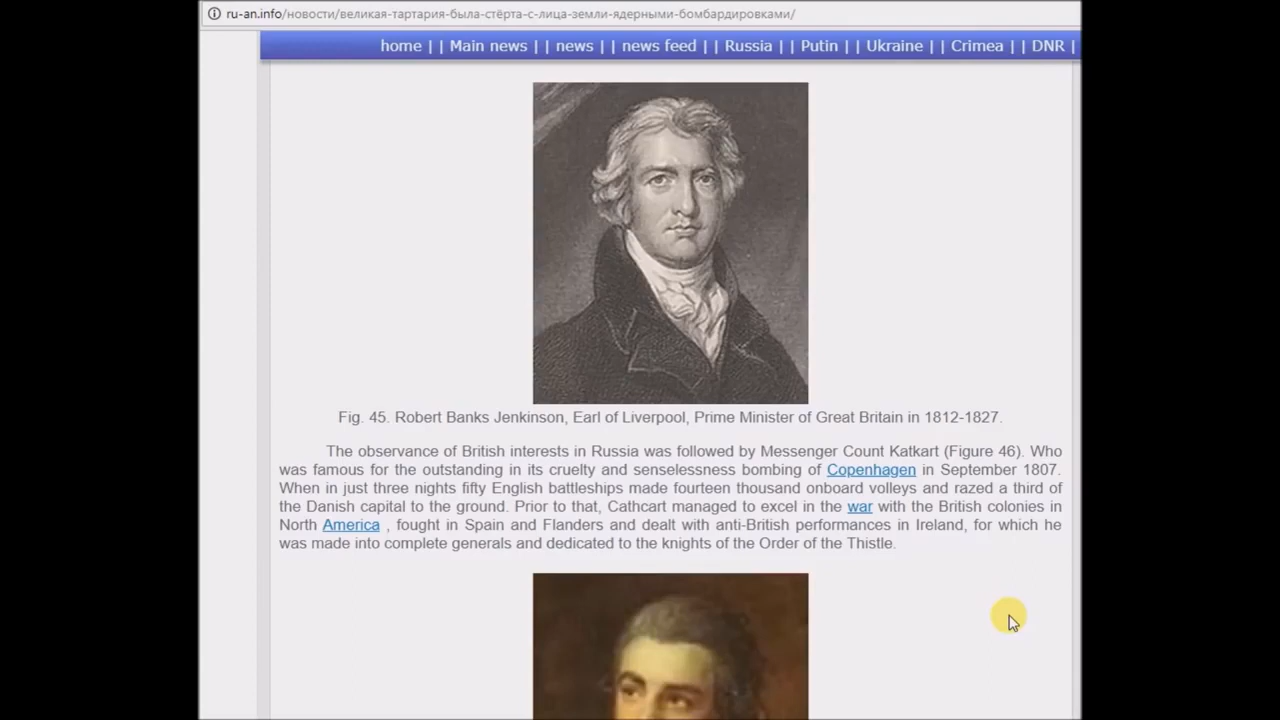 ru-an.info/новости/великая-тартария-была-стёрта-с-лица-земли-ядерными-бомбардировками/
home | | Main news | | news | | news feed | | Russia | | Putin | | Ukraine | | Crimea | | DNR |
Fig. 45. Robert Banks Jenkinson, Earl of Liverpool, Prime Minister of Great Britain in 1812-1827.
The observance of British interests in Russia was followed by Messenger Count Katkart (Figure 46). Who
was famous for the outstanding in its cruelty and senselessness bombing of Copenhagen in September 1807.
When in just three nights fifty English battleships made fourteen thousand onboard volleys and razed a third of
the Danish capital to the ground. Prior to that, Cathcart managed to excel in the war with the British colonies in
North America , fought in Spain and Flanders and dealt with anti-British performances in Ireland, for which he
was made into complete generals and dedicated to the knights of the Order of the Thistle.